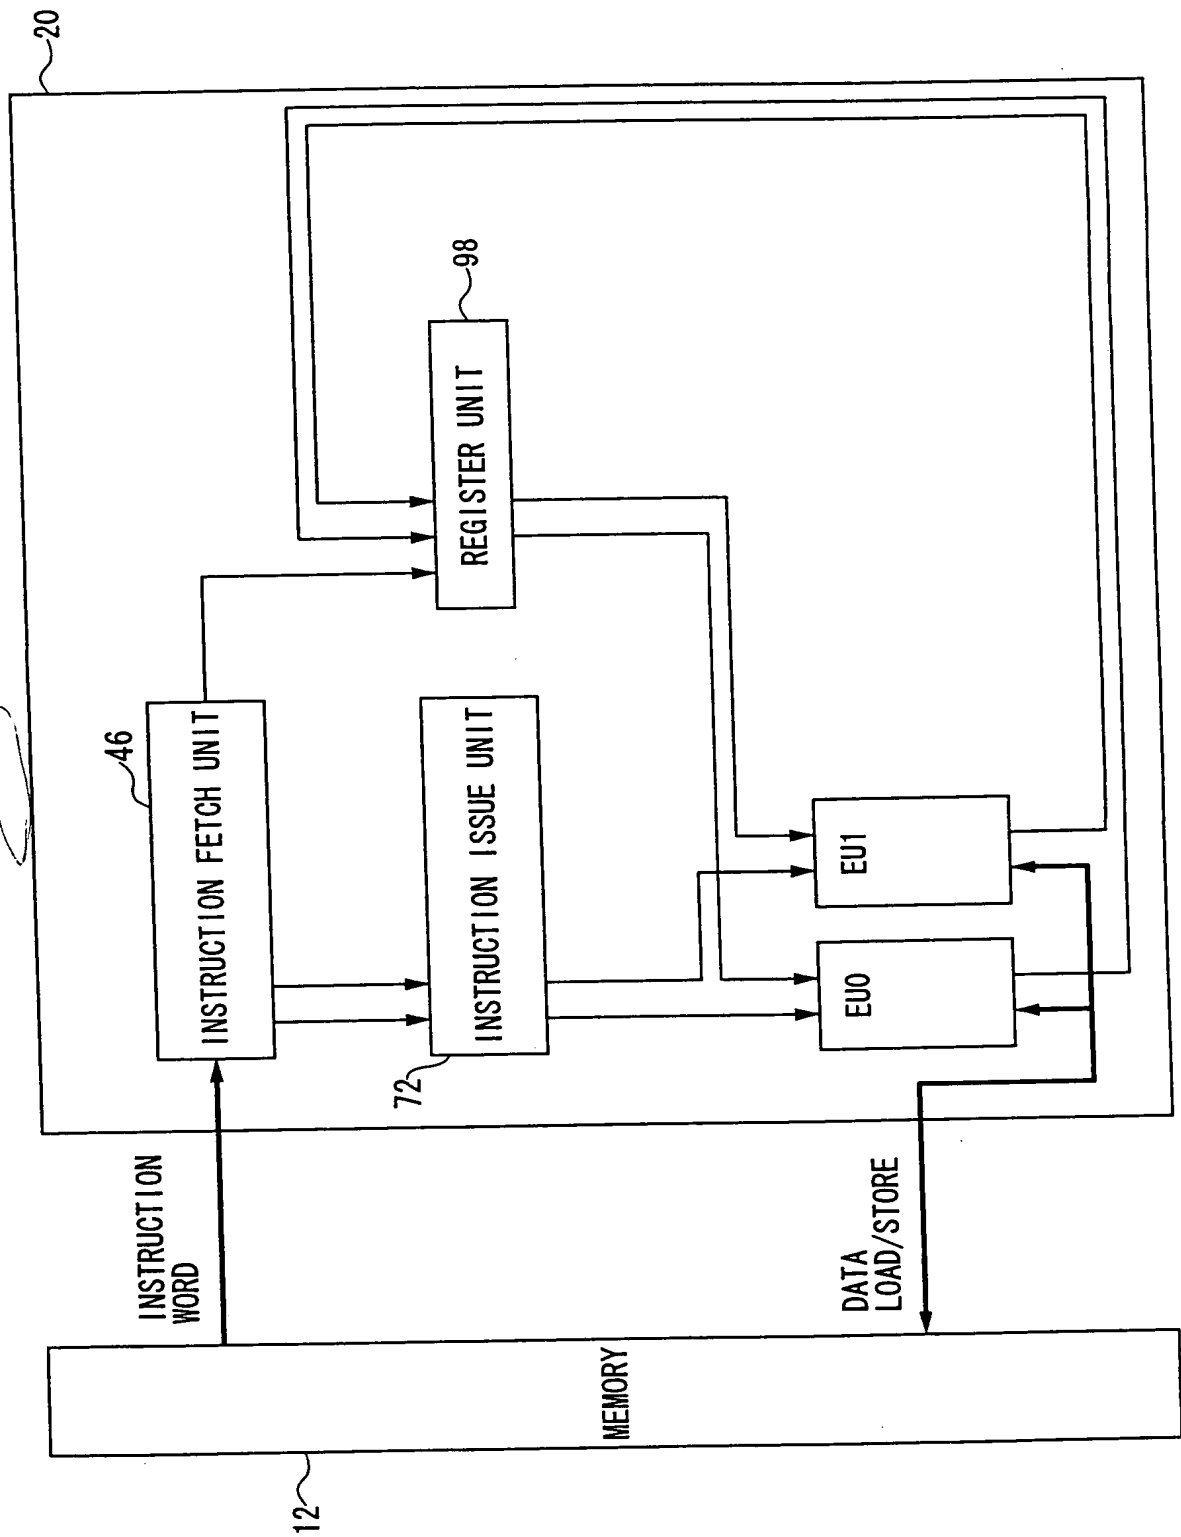 20
INSTRUCTION FETCH UNIT
46
REGISTER UNIT
98
INSTRUCTION
WORD
72
INSTRUCTION ISSUE UNIT
EU0
EU1
DATA
LOAD/STORE
MEMORY
12